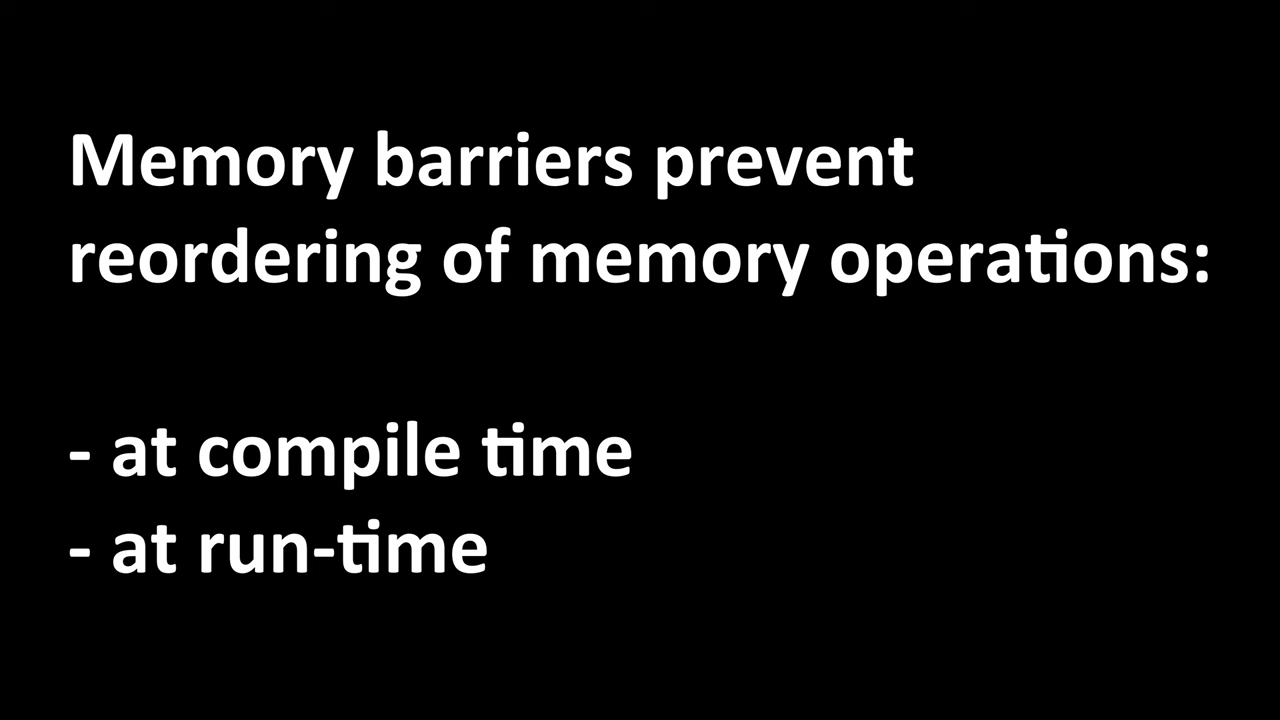 Memory barriers prevent
reordering of memory operations:
- at compile time
- at run-time